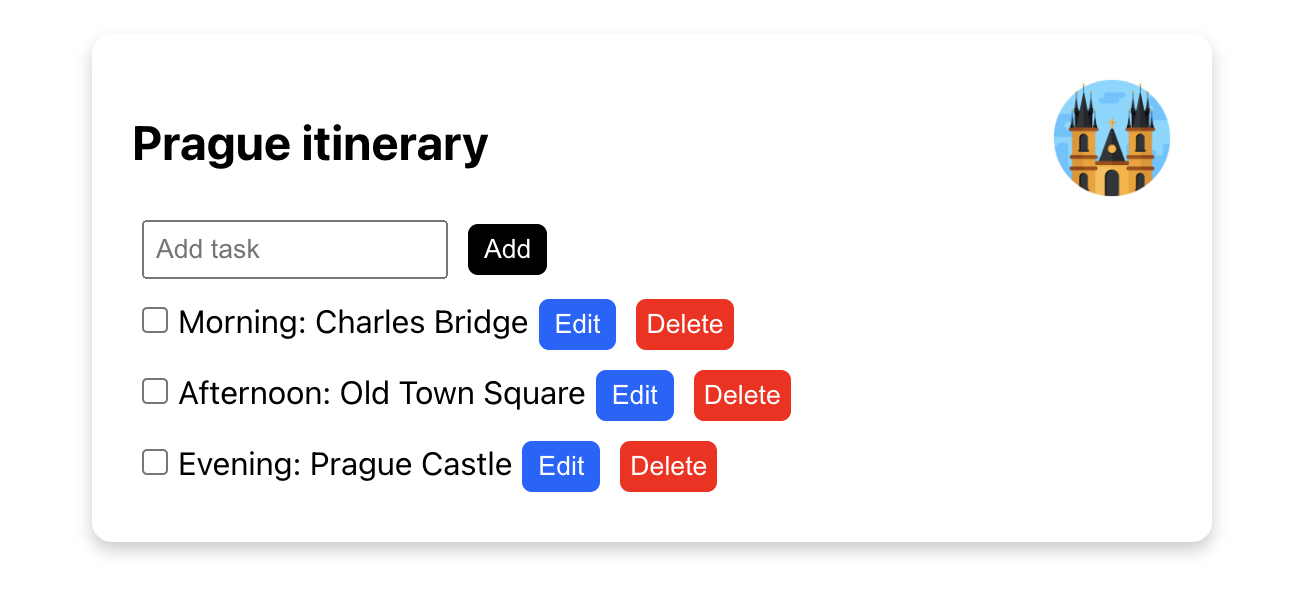 Prague itinerary
Add task Add
Morning: Charles Bridge Edit Delete
Afternoon: Old Town Square Edit Delete
Evening: Prague Castle Edit Delete